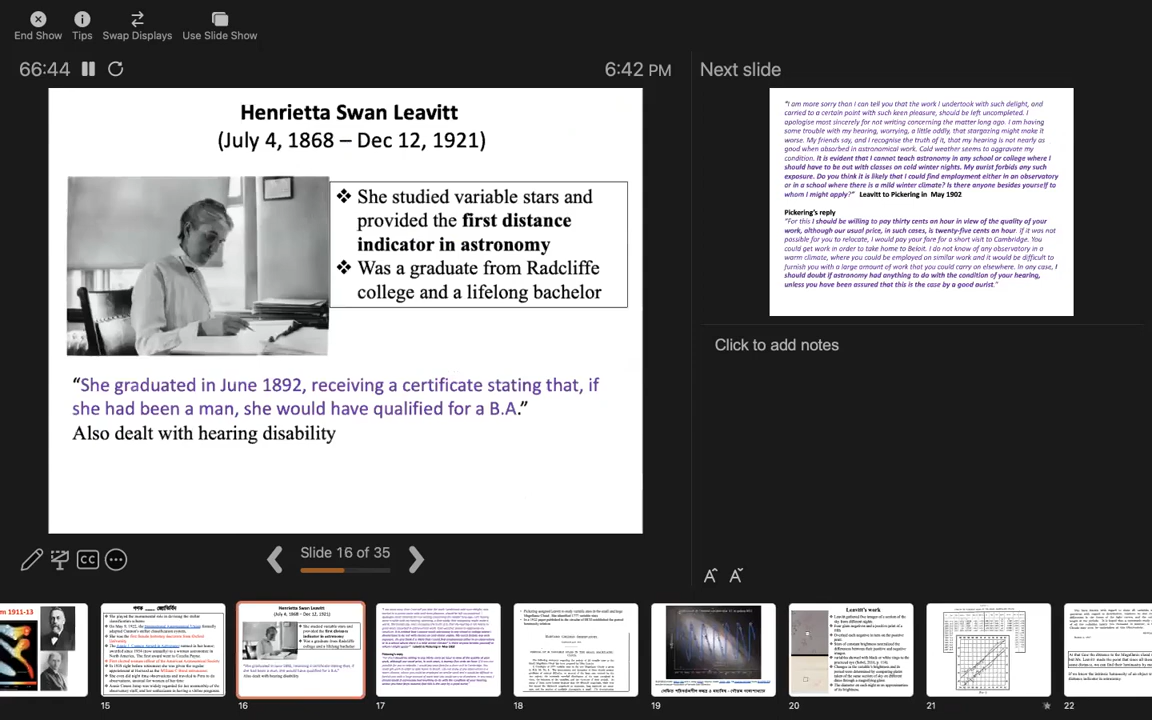 End Show
Tips
Swap Displays
Use Slide Show
66:44
6:42 PM
Next slide
Henrietta Swan Leavitt
(July 4, 1868 – Dec 12, 1921)
❖ She studied variable stars and
provided the first distance
indicator in astronomy
❖ Was a graduate from Radcliffe
college and a lifelong bachelor
“She graduated in June 1892, receiving a certificate stating that, if
she had been a man, she would have qualified for a B.A.”
Also dealt with hearing disability
"I am more sorry than I can tell you that the work I undertook with such delight, and
carried to a certain point with such keen pleasure, should be left uncompleted. I
apologise most sincerely for not writing concerning the matter long ago. I am having
some trouble with my hearing, worrying, a little oddly, that stargazing might make it
worse. My friends say, and I recognise the truth of it, that my hearing is not nearly as
good when absorbed in astronomical work. Cold weather seems to aggravate my
condition. It is evident that I cannot teach astronomy in any school or college where I
should have to be out with classes on cold winter nights. My aurist forbids any such
exposure. Do you think it is likely that I could find employment either in an observatory
or in a school where there is a mild winter climate? Is there anyone besides yourself to
whom I might apply?" Leavitt to Pickering in May 1902
Pickering's reply
"For this I should be willing to pay thirty cents an hour in view of the quality of your
work, although our usual price, in such cases, is twenty-five cents an hour. If it was not
possible for you to relocate, I would pay your fare for a short visit to Cambridge. You
could get work in order to take home to Beloit. I do not know of any observatory in a
warm climate, where you could be employed on similar work and it would be difficult to
furnish you with a large amount of work that you could carry on elsewhere. In any case, I
should doubt if astronomy had anything to do with the condition of your hearing,
unless you have been assured that this is the case by a good aurist."
Click to add notes
CC
Slide 16 of 35
m 1911-13
Henrietta Swan Leavitt
(July 4, 1868 – Dec 12, 1921)
Leavitt's work
15
16
17
18
19
20
21
22